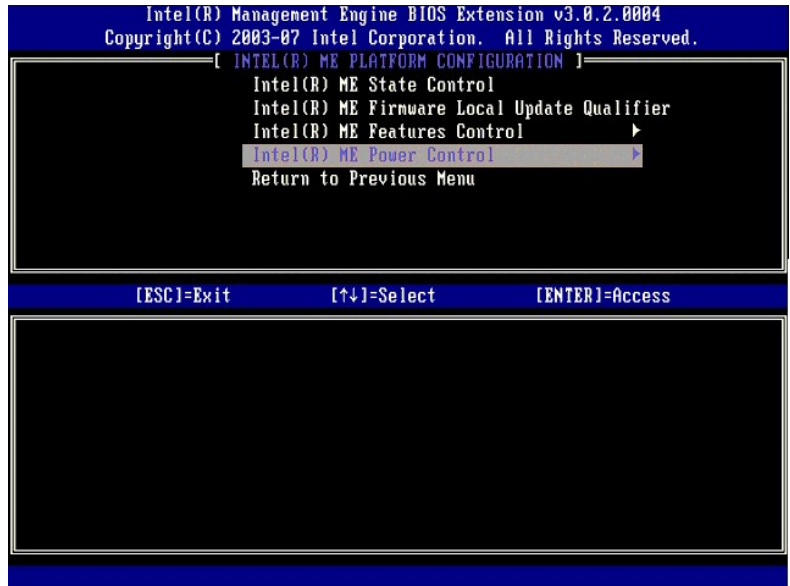 Intel(R) Management Engine BIOS Extension v3.0.2.0004
Copyright(C) 2003-07 Intel Corporation. All Rights Reserved.
[ INTEL(R) ME PLATFORM CONFIGURATION ]
Intel(R) ME State Control
Intel(R) ME Firmware Local Update Qualifier
Intel(R) ME Features Control ►
Intel(R) ME Power Control ►
Return to Previous Menu
[ESC]=Exit [↑↓]=Select [ENTER]=Access